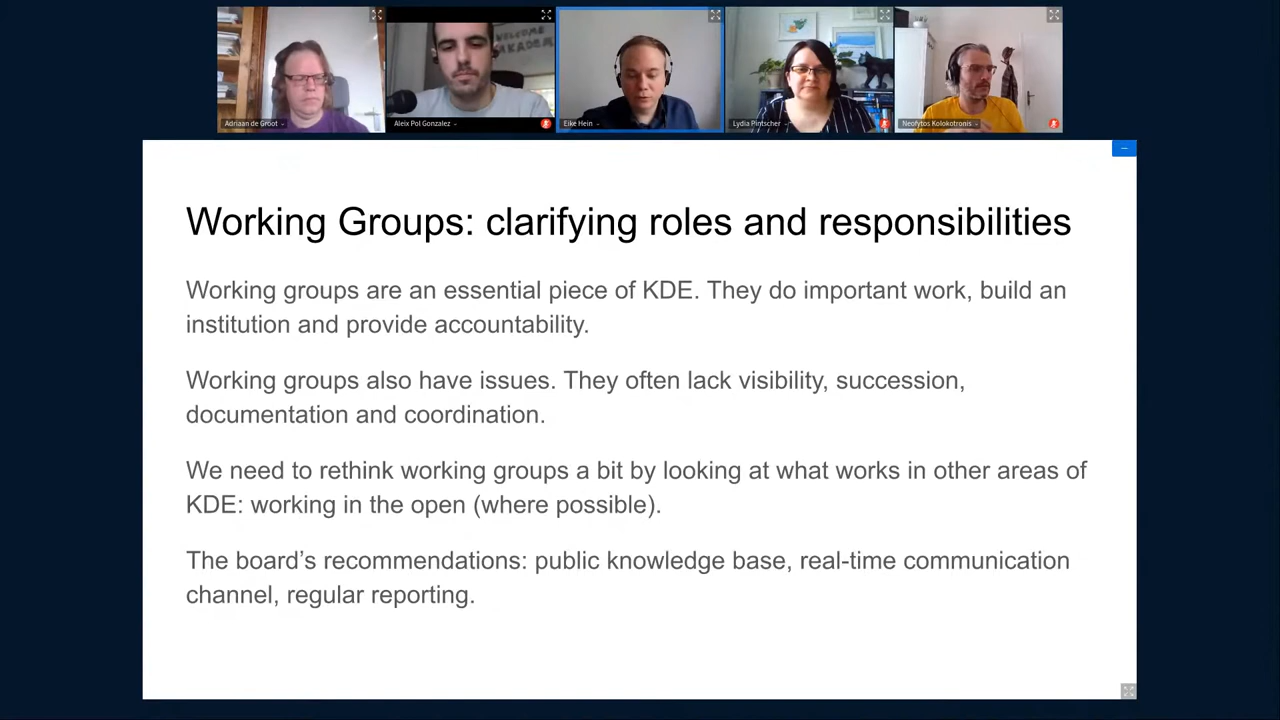 WELCOME
AKADEM
Adriaan de Groot
Aleix Pol Gonzalez
Eike Hein
Lydia Pintscher
Neofytos Kolokotronis
Working Groups: clarifying roles and responsibilities
Working groups are an essential piece of KDE. They do important work, build an
institution and provide accountability.
Working groups also have issues. They often lack visibility, succession,
documentation and coordination.
We need to rethink working groups a bit by looking at what works in other areas of
KDE: working in the open (where possible).
The board’s recommendations: public knowledge base, real-time communication
channel, regular reporting.